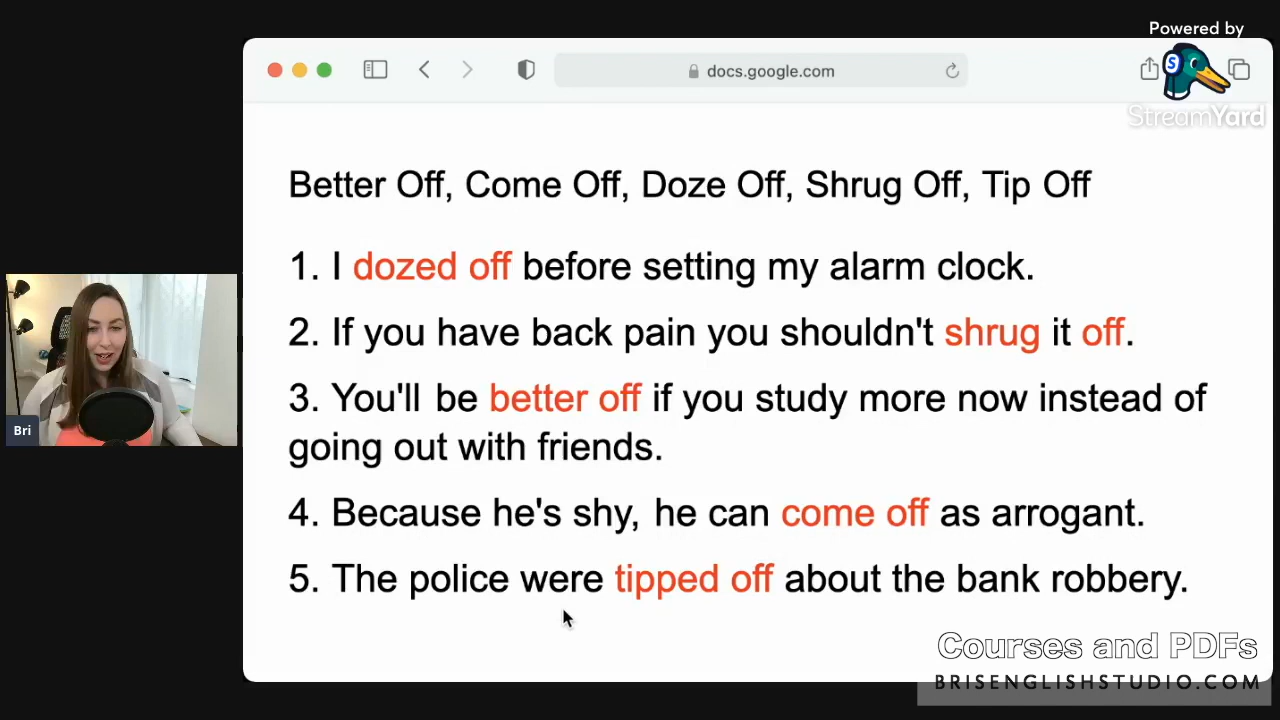 Powered by
docs.google.com
S
StreamYard
Better Off, Come Off, Doze Off, Shrug Off, Tip Off
1. I dozed off before setting my alarm clock.
2. If you have back pain you shouldn't shrug it off.
3. You'll be better off if you study more now instead of
going out with friends.
4. Because he's shy, he can come off as arrogant.
5. The police were tipped off about the bank robbery.
Bri
Courses and PDFs
BRISENGLISHSTUDIO.COM